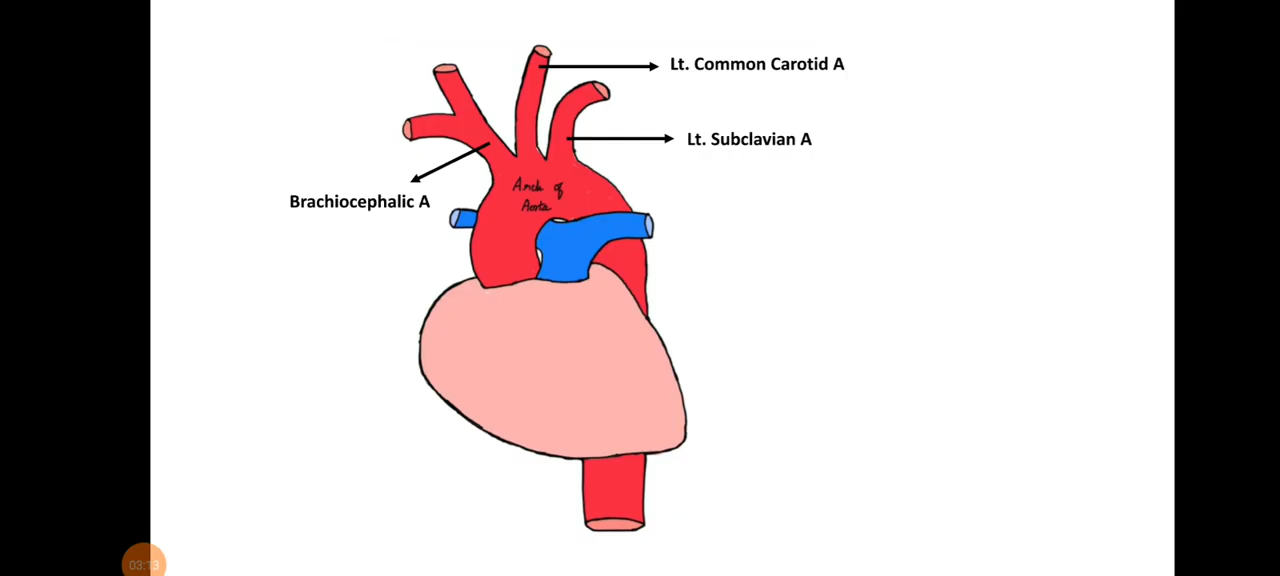 Lt. Common Carotid A
Lt. Subclavian A
Arch of
Aorta
Brachiocephalic A
03:13